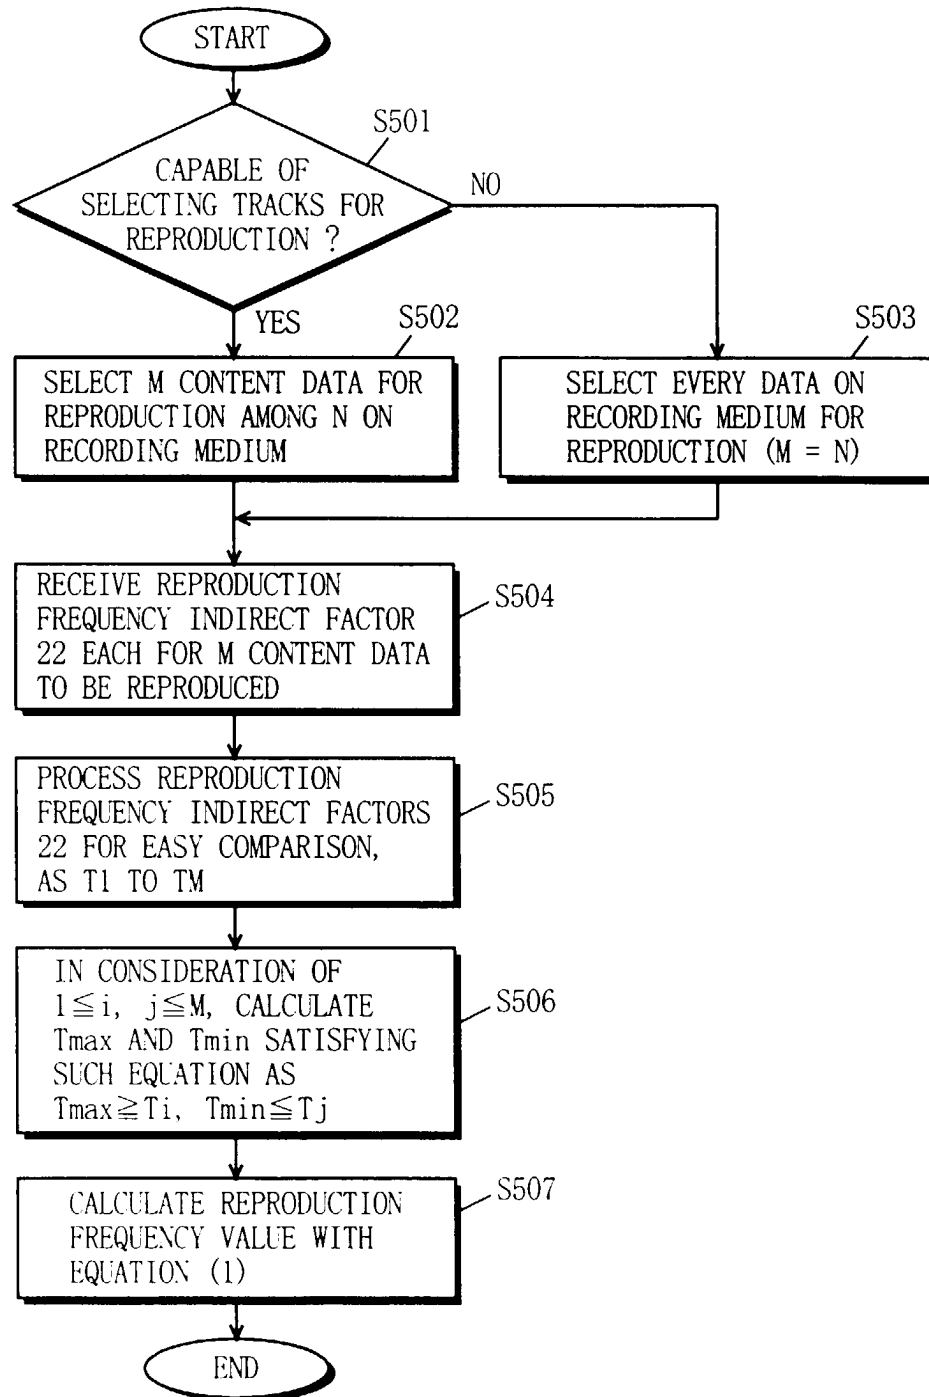 START
S501
CAPABLE OF
SELECTING TRACKS FOR
REPRODUCTION ?
NO
YES
S502
SELECT M CONTENT DATA FOR
REPRODUCTION AMONG N ON
RECORDING MEDIUM
S503
SELECT EVERY DATA ON
RECORDING MEDIUM FOR
REPRODUCTION (M = N)
RECEIVE REPRODUCTION
FREQUENCY INDIRECT FACTOR
22 EACH FOR M CONTENT DATA
TO BE REPRODUCED
S504
PROCESS REPRODUCTION
FREQUENCY INDIRECT FACTORS
22 FOR EASY COMPARISON,
AS T1 TO TM
S505
IN CONSIDERATION OF
1≦i, j≦M, CALCULATE
Tmax AND Tmin SATISFYING
SUCH EQUATION AS
Tmax≧Ti, Tmin≦Tj
S506
CALCULATE REPRODUCTION
FREQUENCY VALUE WITH
EQUATION (1)
S507
END